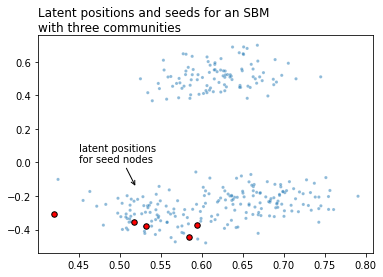 Latent positions and seeds for an SBM
with three communities
0.6
0.4
0.2
0.0
−0.2
−0.4
latent positions
for seed nodes
0.45 0.50 0.55 0.60 0.65 0.70 0.75 0.80